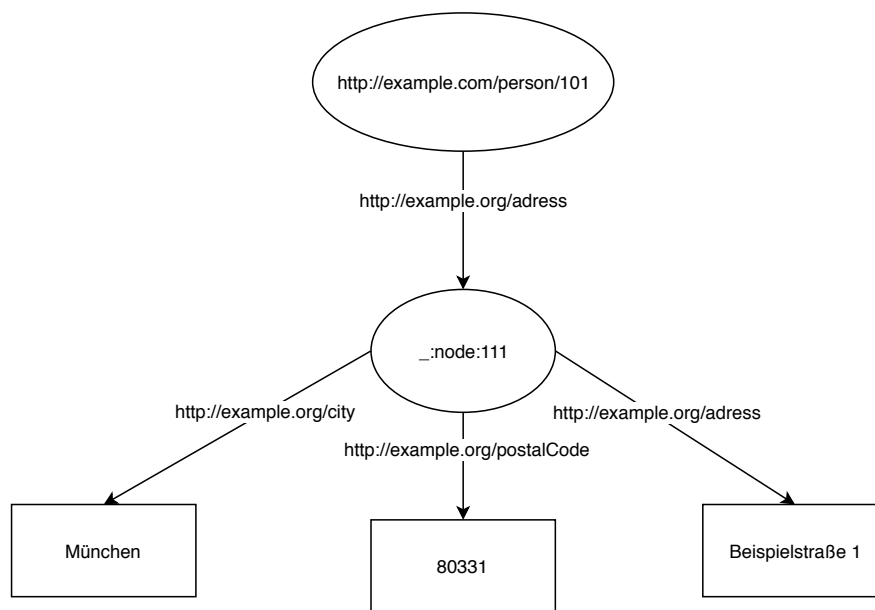 http://example.com/person/101
http://example.org/adress
_:node:111
http://example.org/city
http://example.org/adress
http://example.org/postalCode
München
80331
Beispielstraße 1